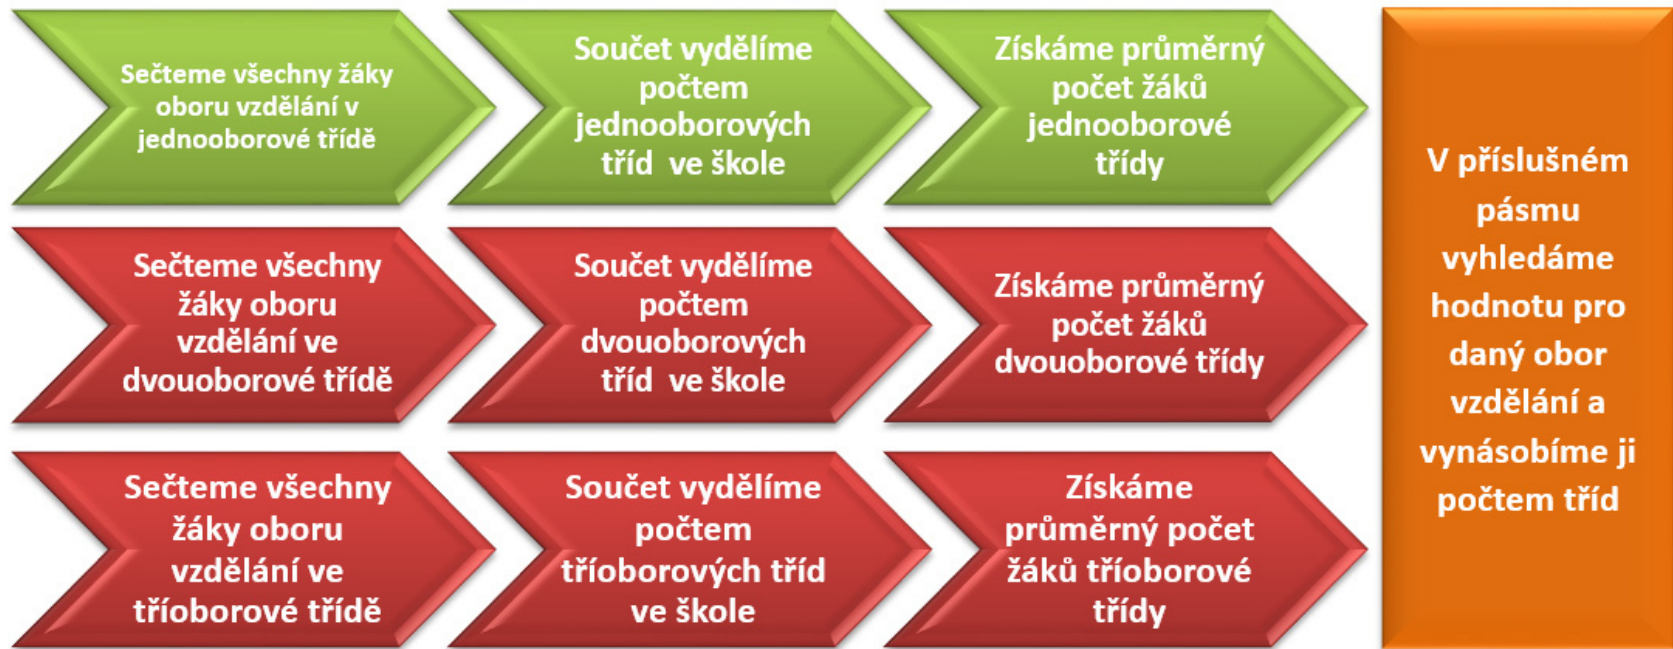 Sečteme všechny žáky
oboru vzdělání v
jednooborové třídě
Součet vydělíme
počtem
jednooborových
tříd ve škole
Získáme průměrný
počet žáků
jednooborové
třídy
Sečteme všechny
žáky oboru
vzdělání ve
dvouoborové třídě
Součet vydělíme
počtem
dvouoborových
tříd ve škole
Získáme průměrný
počet žáků
dvouoborové třídy
Sečteme všechny
žáky oboru
vzdělání ve
tříoborové třídě
Součet vydělíme
počtem
tříoborových tříd
ve škole
Získáme
průměrný počet
žáků tříoborové
třídy
V příslušném
pásmu
vyhledáme
hodnotu pro
daný obor
vzdělání a
vynásobíme ji
počtem tříd